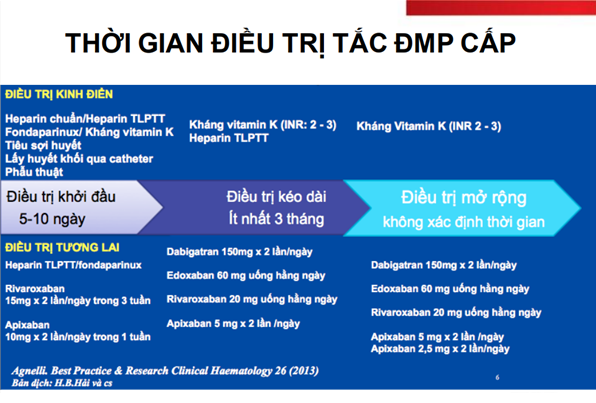 THỜI GIAN ĐIỀU TRỊ TẮC ĐMP CẤP
ĐIỀU TRỊ KINH ĐIỂN
Heparin chuẩn/Heparin TLPTT
Fondaparinux/ Kháng vitamin K
Tiêu sợi huyết
Lấy huyết khối qua catheter
Phẫu thuật
Kháng vitamin K (INR: 2 - 3)
Heparin TLPTT
Kháng Vitamin K (INR 2 - 3)
Điều trị khởi đầu
5-10 ngày
Điều trị kéo dài
Ít nhất 3 tháng
Điều trị mở rộng
không xác định thời gian
ĐIỀU TRỊ TƯƠNG LAI
Heparin TLPTT/fondaparinux
Rivaroxaban
15mg x 2 lần/ngày trong 3 tuần
Apixaban
10mg x 2 lần/ngày trong 1 tuần
Dabigatran 150mg x 2 lần/ngày
Edoxaban 60 mg uống hằng ngày
Rivaroxaban 20 mg uống hằng ngày
Apixaban 5 mg x 2 lần /ngày
Dabigatran 150mg x 2 lần/ngày
Edoxaban 60 mg uống hằng ngày
Rivaroxaban 20 mg uống hằng ngày
Apixaban 5 mg x 2 lần /ngày
Apixaban 2,5 mg x 2 lần/ngày
Agnelli. Best Practice & Research Clinical Haematology 26 (2013)
Bản dịch: H.B.Hải và cs
6